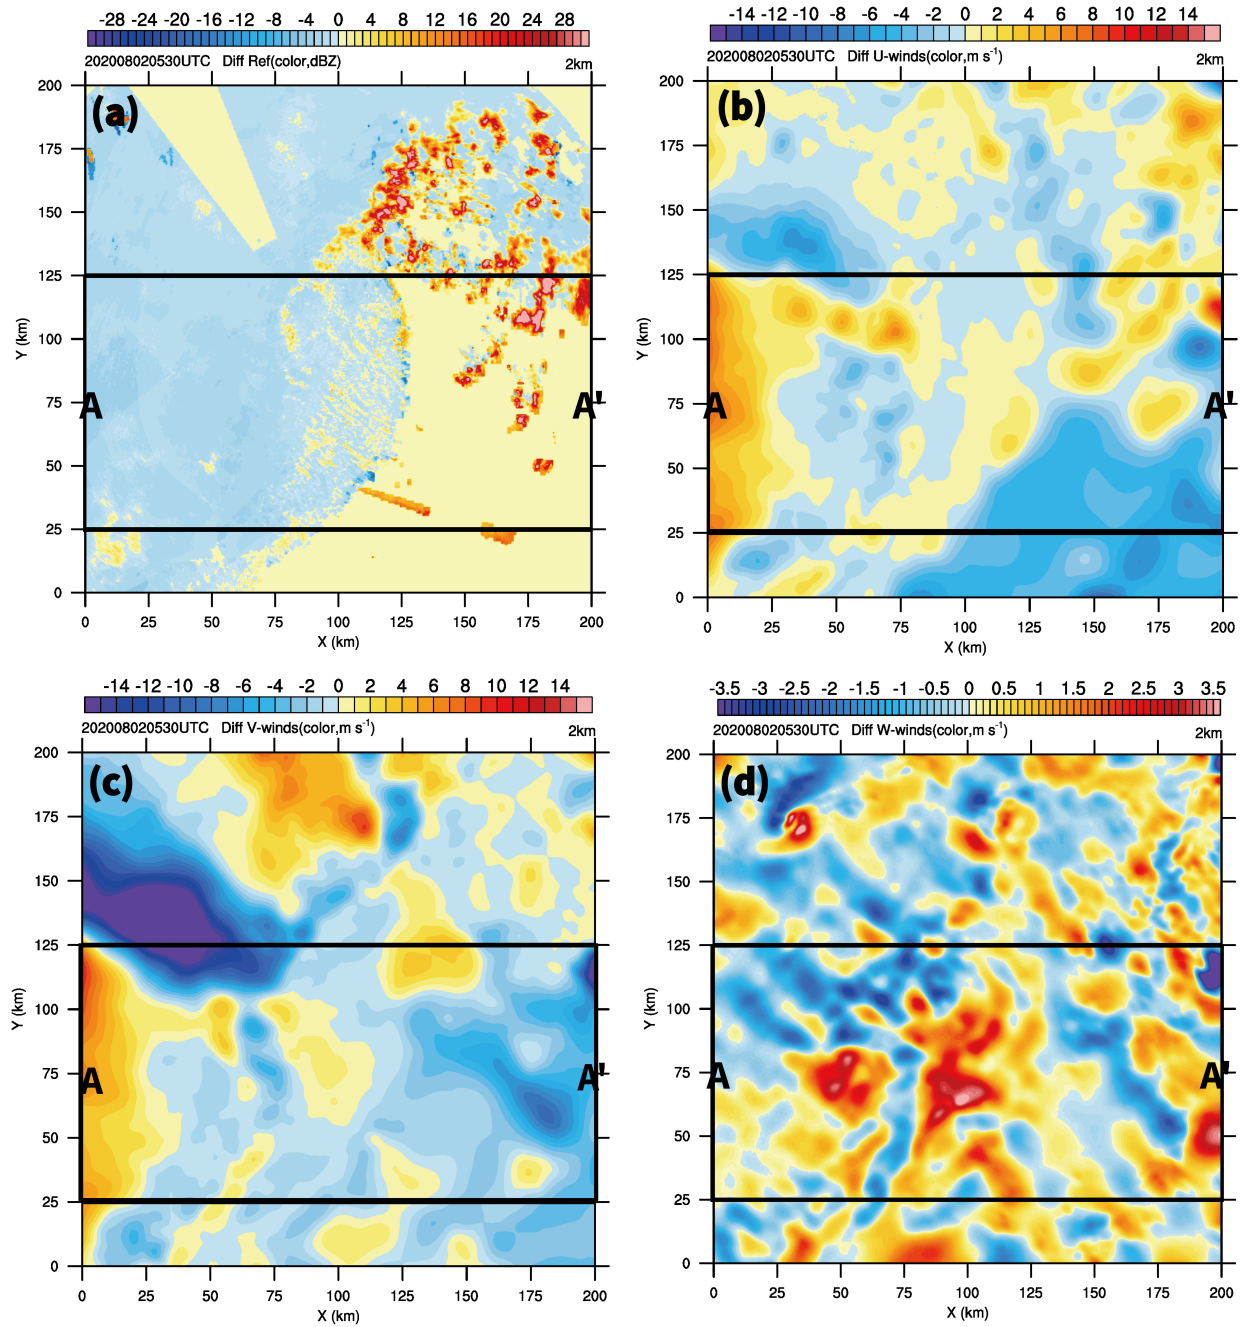 -28 -24 -20 -16 -12 -8 -4 0 4 8 12 16 20 24 28
202008020530UTC Diff Ref(color,dBZ) 2km
(a)
200
175
150
125
100
75
50
25
0
Y (km)
A A'
0 25 50 75 100 125 150 175 200
X (km)
-14 -12 -10 -8 -6 -4 -2 0 2 4 6 8 10 12 14
202008020530UTC Diff U-winds(color,m s⁻¹) 2km
(b)
200
175
150
125
100
75
50
25
0
Y (km)
A A'
0 25 50 75 100 125 150 175 200
X (km)
-14 -12 -10 -8 -6 -4 -2 0 2 4 6 8 10 12 14
202008020530UTC Diff V-winds(color,m s⁻¹) 2km
(c)
200
175
150
125
100
75
50
25
0
Y (km)
A A'
0 25 50 75 100 125 150 175 200
X (km)
-3.5 -3 -2.5 -2 -1.5 -1 -0.5 0 0.5 1 1.5 2 2.5 3 3.5
202008020530UTC Diff W-winds(color,m s⁻¹) 2km
(d)
200
175
150
125
100
75
50
25
0
Y (km)
A A'
0 25 50 75 100 125 150 175 200
X (km)